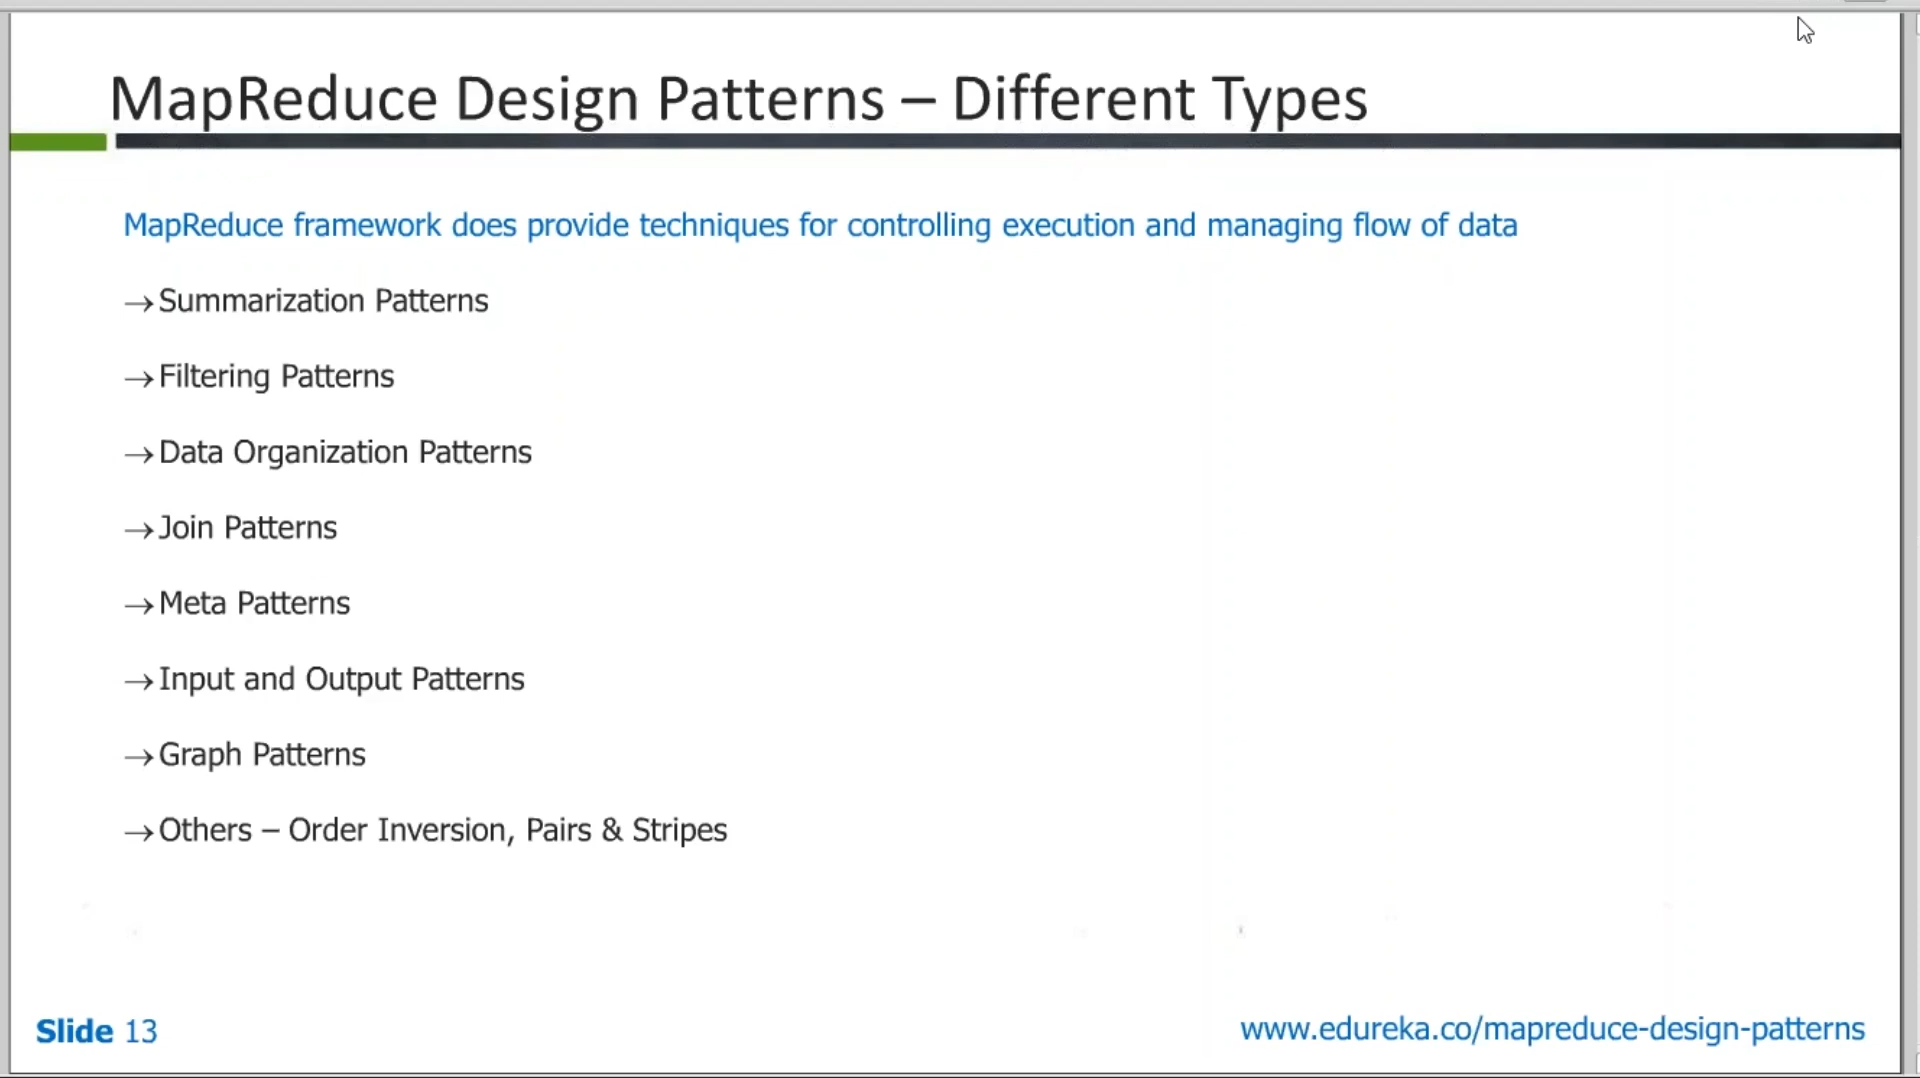 MapReduce Design Patterns – Different Types
MapReduce framework does provide techniques for controlling execution and managing flow of data
→Summarization Patterns
→Filtering Patterns
→Data Organization Patterns
→Join Patterns
→Meta Patterns
→Input and Output Patterns
→Graph Patterns
→Others – Order Inversion, Pairs & Stripes
Slide 13
www.edureka.co/mapreduce-design-patterns